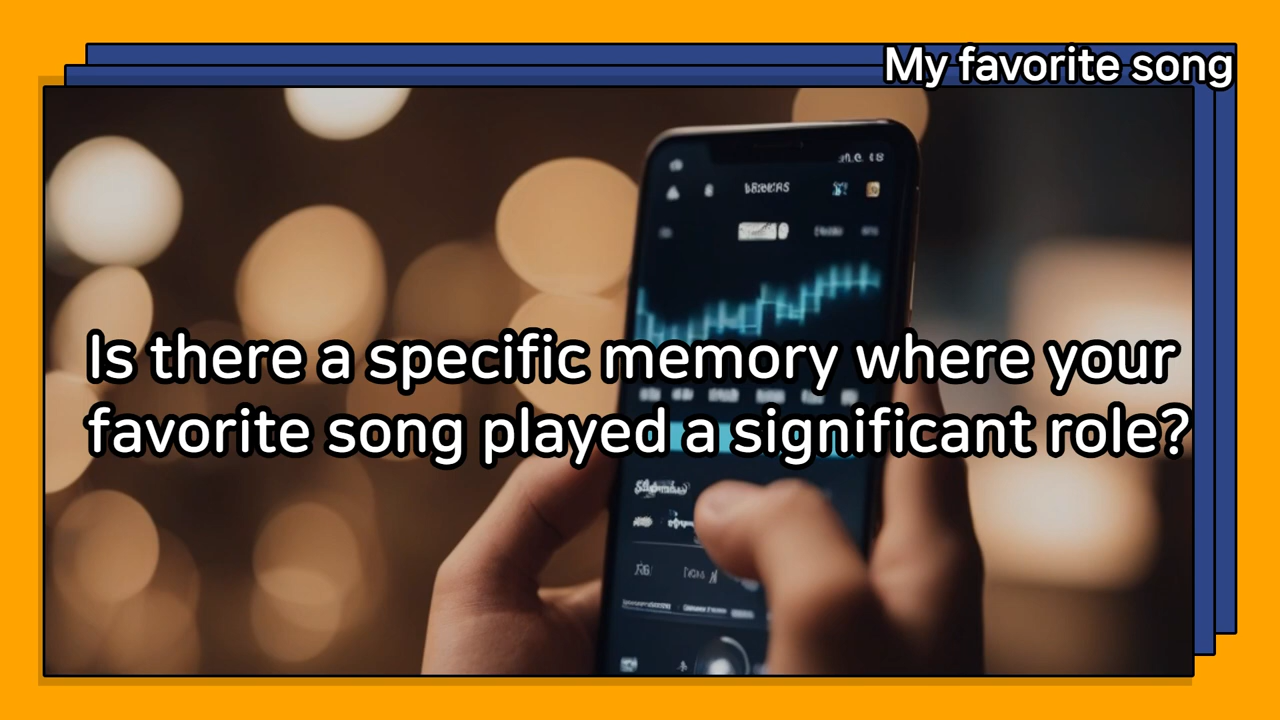 My favorite song
Is there a specific memory where your
favorite song played a significant role?